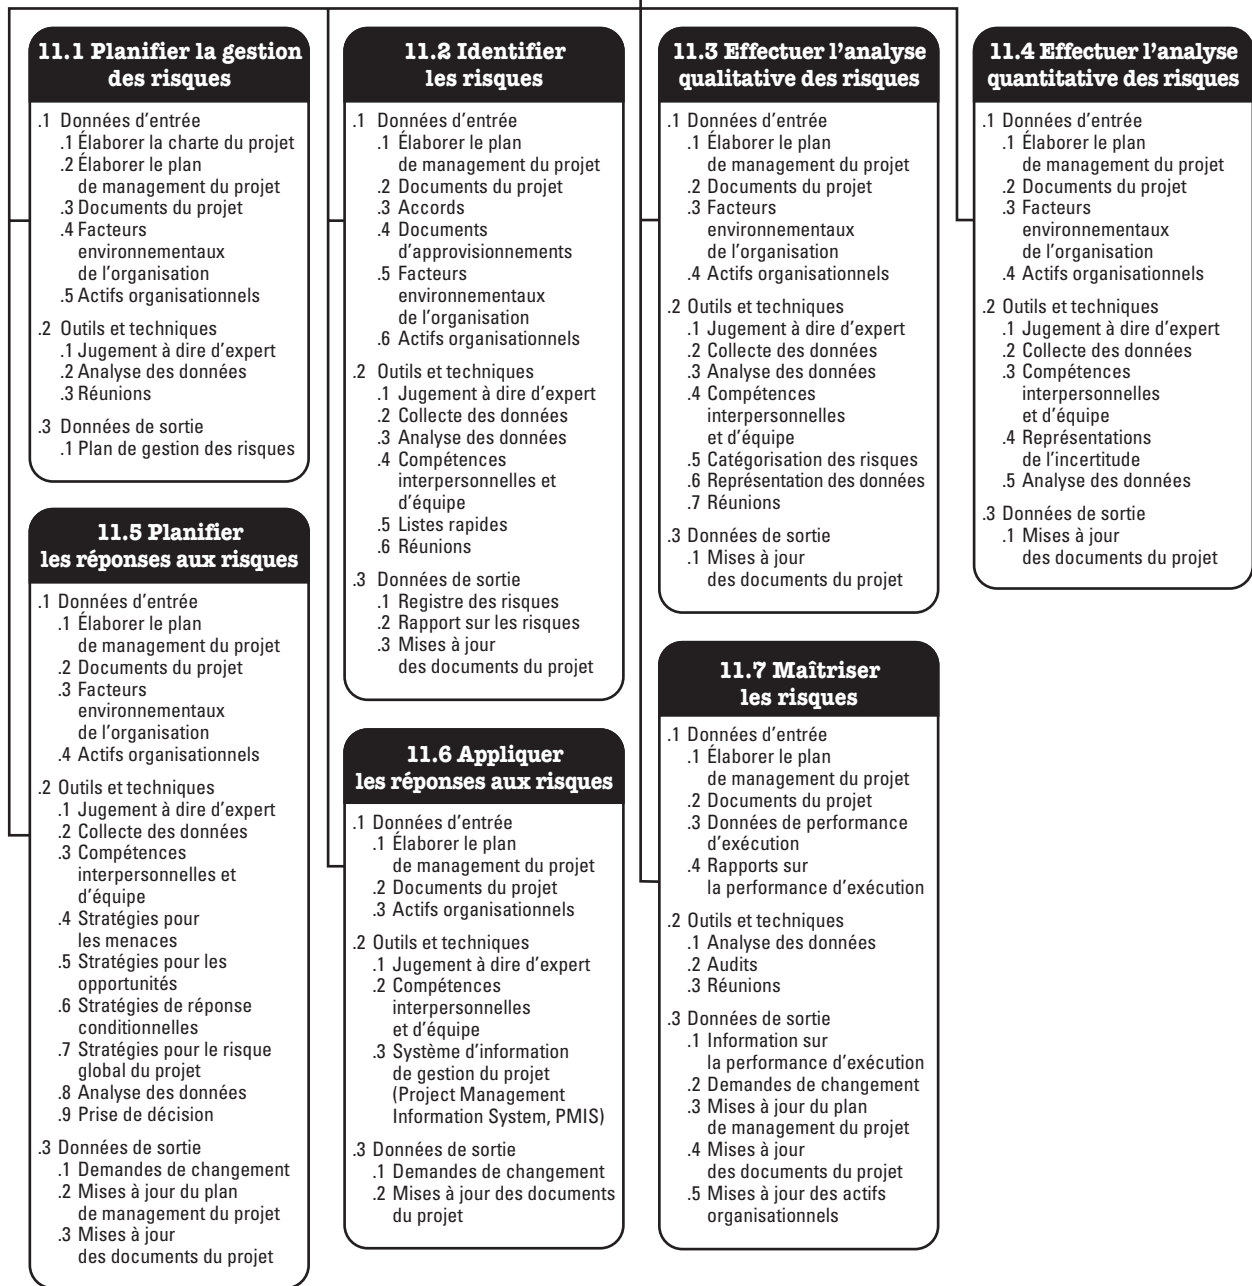 11.1 Planifier la gestion
des risques
.1 Données d'entrée
.1 Élaborer la charte du projet
.2 Élaborer le plan
de management du projet
.3 Documents du projet
.4 Facteurs
environnementaux
de l'organisation
.5 Actifs organisationnels
.2 Outils et techniques
.1 Jugement à dire d'expert
.2 Analyse des données
.3 Réunions
.3 Données de sortie
.1 Plan de gestion des risques
11.2 Identifier
les risques
.1 Données d'entrée
.1 Élaborer le plan
de management du projet
.2 Documents du projet
.3 Accords
.4 Documents
d'approvisionnements
.5 Facteurs
environnementaux
de l'organisation
.6 Actifs organisationnels
.2 Outils et techniques
.1 Jugement à dire d'expert
.2 Collecte des données
.3 Analyse des données
.4 Compétences
interpersonnelles et
d'équipe
.5 Listes rapides
.6 Réunions
.3 Données de sortie
.1 Registre des risques
.2 Rapport sur les risques
.3 Mises à jour
des documents du projet
11.3 Effectuer l'analyse
qualitative des risques
.1 Données d'entrée
.1 Élaborer le plan
de management du projet
.2 Documents du projet
.3 Facteurs
environnementaux
de l'organisation
.4 Actifs organisationnels
.2 Outils et techniques
.1 Jugement à dire d'expert
.2 Collecte des données
.3 Analyse des données
.4 Compétences
interpersonnelles
et d'équipe
.5 Catégorisation des risques
.6 Représentation des données
.7 Réunions
.3 Données de sortie
.1 Mises à jour
des documents du projet
11.4 Effectuer l'analyse
quantitative des risques
.1 Données d'entrée
.1 Élaborer le plan
de management du projet
.2 Documents du projet
.3 Facteurs
environnementaux
de l'organisation
.4 Actifs organisationnels
.2 Outils et techniques
.1 Jugement à dire d'expert
.2 Collecte des données
.3 Compétences
interpersonnelles
et d'équipe
.4 Représentations
de l'incertitude
.5 Analyse des données
.3 Données de sortie
.1 Mises à jour
des documents du projet
11.5 Planifier
les réponses aux risques
.1 Données d'entrée
.1 Élaborer le plan
de management du projet
.2 Documents du projet
.3 Facteurs
environnementaux
de l'organisation
.4 Actifs organisationnels
.2 Outils et techniques
.1 Jugement à dire d'expert
.2 Collecte des données
.3 Compétences
interpersonnelles et
d'équipe
.4 Stratégies pour
les menaces
.5 Stratégies pour les
opportunités
.6 Stratégies de réponse
conditionnelles
.7 Stratégies pour le risque
global du projet
.8 Analyse des données
.9 Prise de décision
.3 Données de sortie
.1 Demandes de changement
.2 Mises à jour du plan
de management du projet
.3 Mises à jour
des documents du projet
11.6 Appliquer
les réponses aux risques
.1 Données d'entrée
.1 Élaborer le plan
de management du projet
.2 Documents du projet
.3 Actifs organisationnels
.2 Outils et techniques
.1 Jugement à dire d'expert
.2 Compétences
interpersonnelles
et d'équipe
.3 Système d'information
de gestion du projet
(Project Management
Information System, PMIS)
.3 Données de sortie
.1 Demandes de changement
.2 Mises à jour des documents
du projet
11.7 Maîtriser
les risques
.1 Données d'entrée
.1 Élaborer le plan
de management du projet
.2 Documents du projet
.3 Données de performance
d'exécution
.4 Rapports sur
la performance d'exécution
.2 Outils et techniques
.1 Analyse des données
.2 Audits
.3 Réunions
.3 Données de sortie
.1 Information sur
la performance d'exécution
.2 Demandes de changement
.3 Mises à jour du plan
de management du projet
.4 Mises à jour
des documents du projet
.5 Mises à jour des actifs
organisationnels